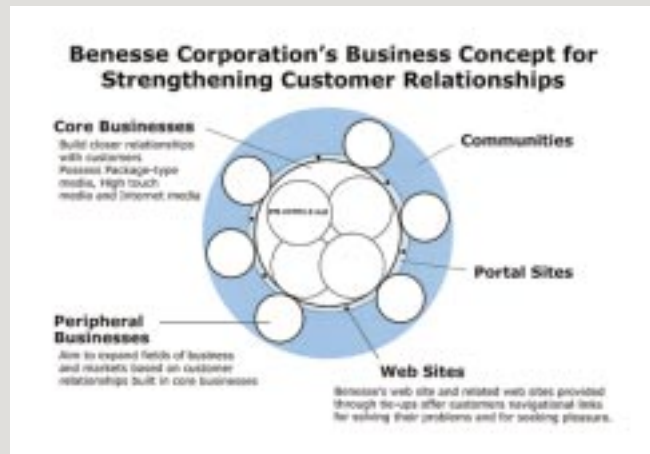 Benesse Corporation's Business Concept for
Strengthening Customer Relationships
Core Businesses
Build closer relationships
with customers
Possess Package-type
media, High touch
media and Internet media
Communities
Portal Sites
Peripheral
Businesses
Aim to expand fields of business
and markets based on customer
relationships built in core businesses
Web Sites
Benesse's web site and related web sites provided
through tie-ups offer customers navigational links
for solving their problems and for seeking pleasure.